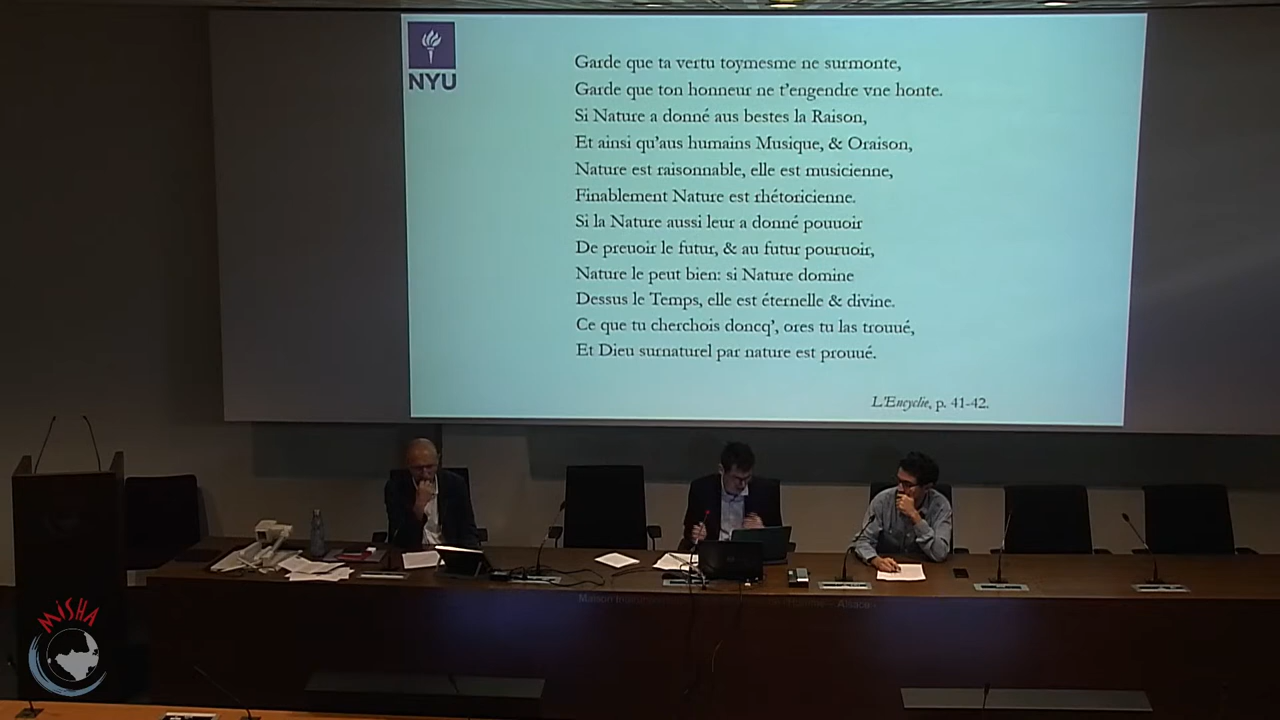 NYU
Garde que ta vertu toymesme ne surmonte,
Garde que ton honneur ne t'engendre vne honte.
Si Nature a donné aus bestes la Raison,
Et ainsi qu'aus humains Musique, & Oraison,
Nature est raisonnable, elle est musicienne,
Finablement Nature est rhétoricienne.
Si la Nature aussi leur a donné pouuoir
De preuoir le futur, & au futur pouruoir,
Nature le peut bien: si Nature domine
Dessus le Temps, elle est éternelle & divine.
Ce que tu cherchois doncq', ores tu las trouué,
Et Dieu surnaturel par nature est prouué.
L'Encyclie, p. 41-42.
Maison
Alsace
MISHA